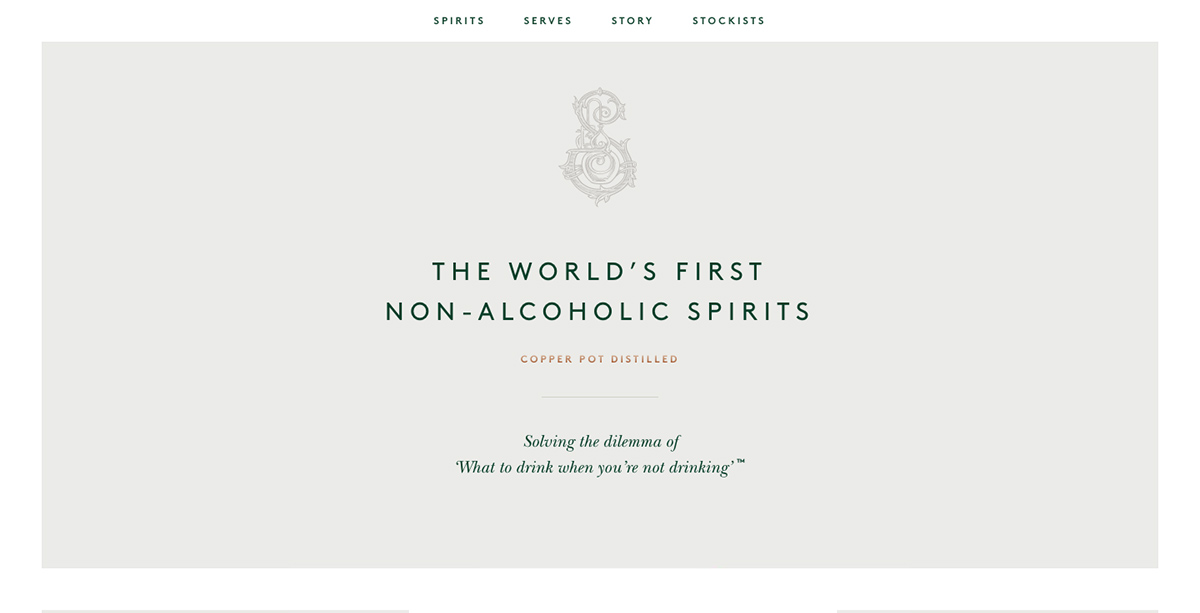 SPIRITS SERVES STORY STOCKISTS
THE WORLD’S FIRST
NON-ALCOHOLIC SPIRITS
COPPER POT DISTILLED
Solving the dilemma of
‘What to drink when you’re not drinking’™